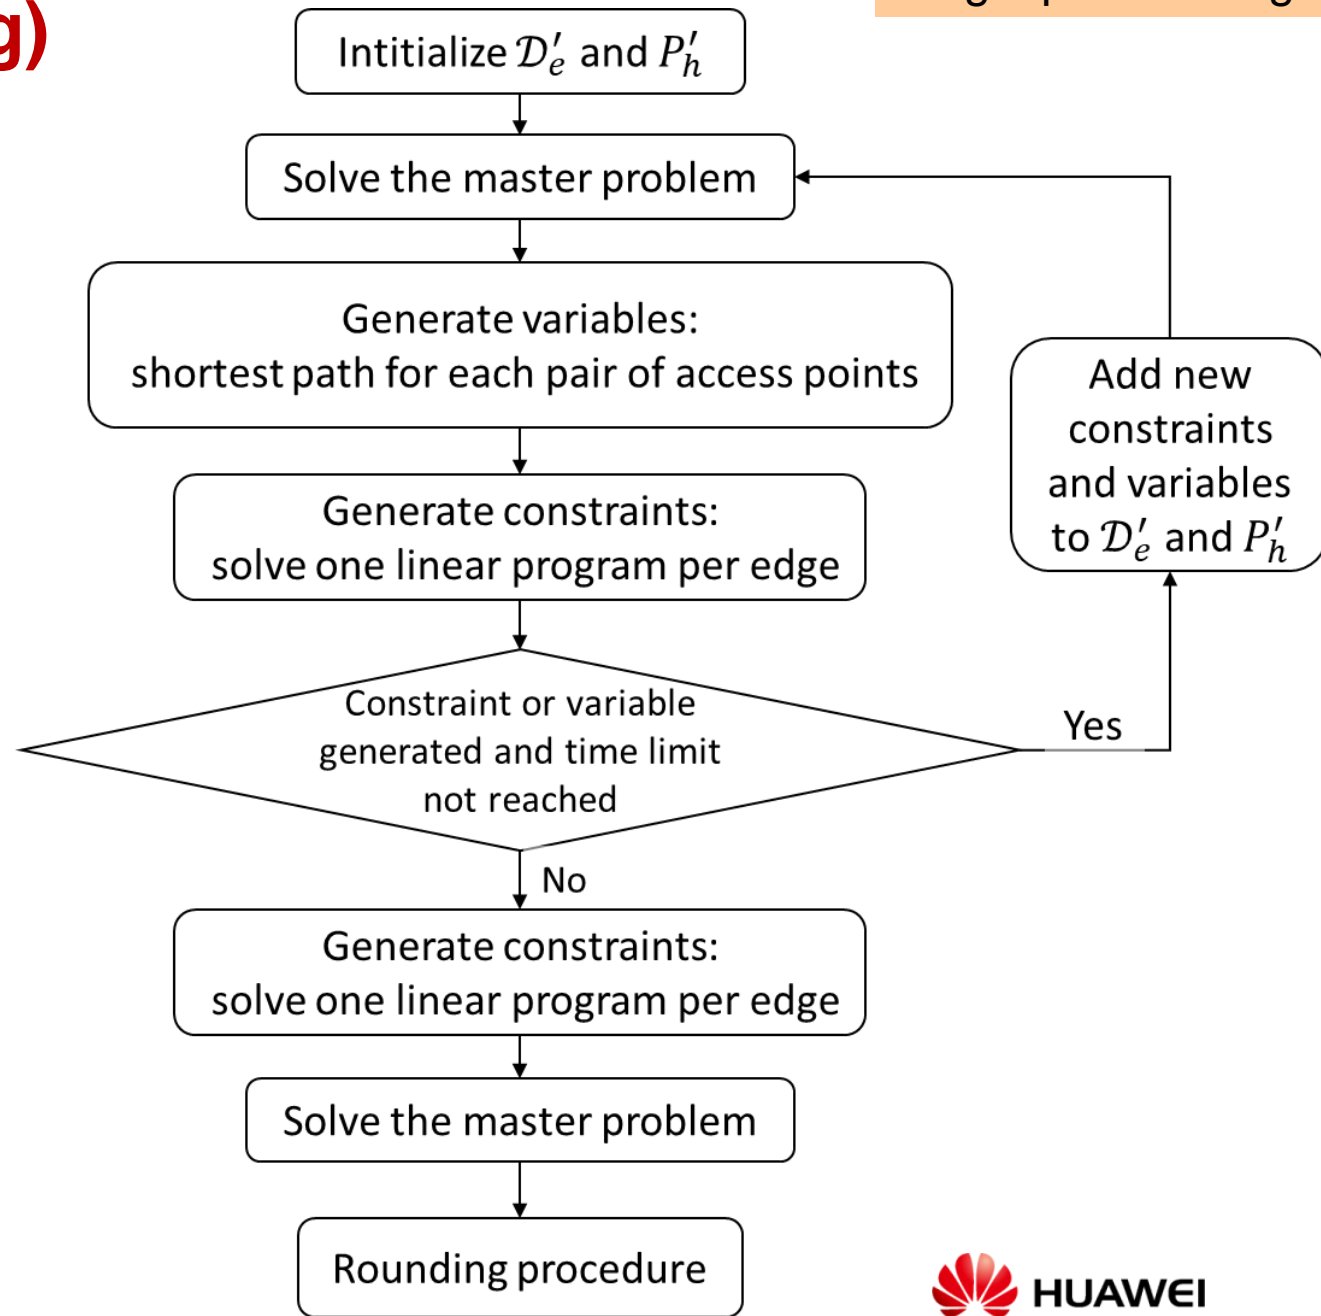 g)
Intitialize 𝒟′ₑ and P′ₕ
Solve the master problem
Generate variables:
shortest path for each pair of access points
Add new
constraints
and variables
to 𝒟′ₑ and P′ₕ
Generate constraints:
solve one linear program per edge
Constraint or variable
generated and time limit
not reached
Yes
No
Generate constraints:
solve one linear program per edge
Solve the master problem
Rounding procedure
HUAWEI